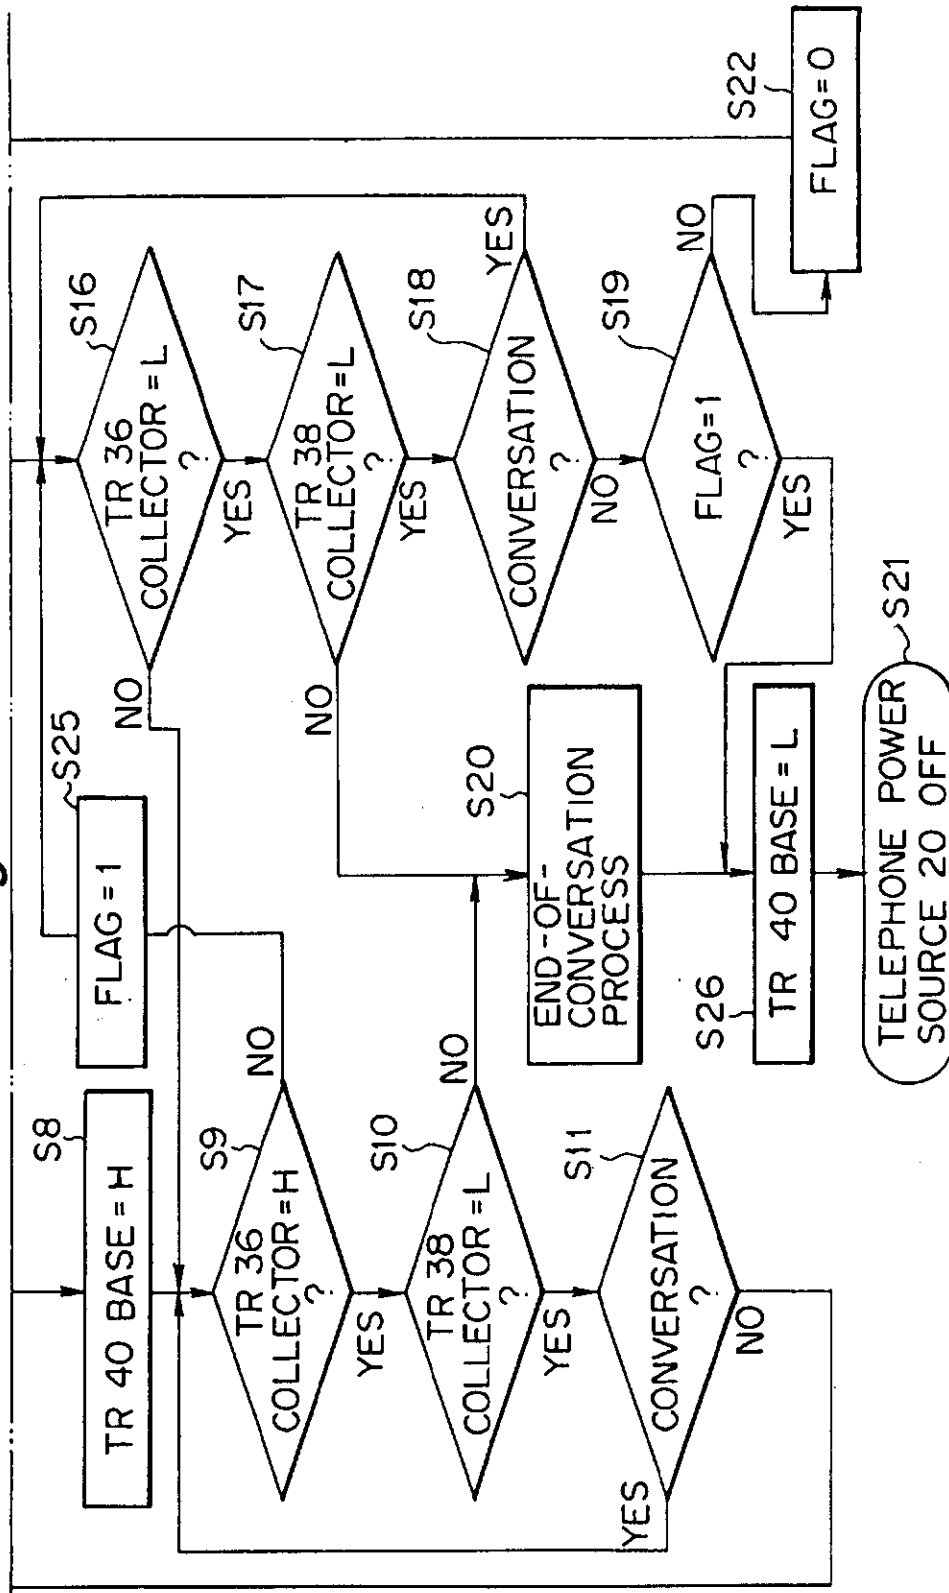 S8
TR 40 BASE = H
S9
TR 36
COLLECTOR = H
?
NO
YES
S10
TR 38
COLLECTOR = L
?
NO
YES
S11
CONVERSATION
?
YES
NO
S25
FLAG = 1
S20
END-OF-
CONVERSATION
PROCESS
S26
TR 40 BASE = L
TELEPHONE POWER
SOURCE 20 OFF
S21
S16
TR 36
COLLECTOR = L
?
NO
YES
S17
TR 38
COLLECTOR = L
?
NO
YES
S18
CONVERSATION
?
YES
NO
S19
FLAG = 1
?
NO
YES
S22
FLAG = 0